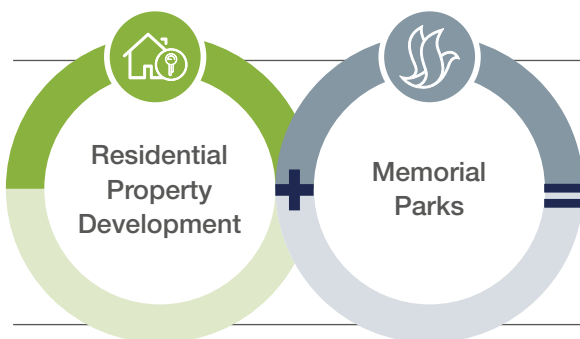 Residential
Property
Development
+
Memorial
Parks
=